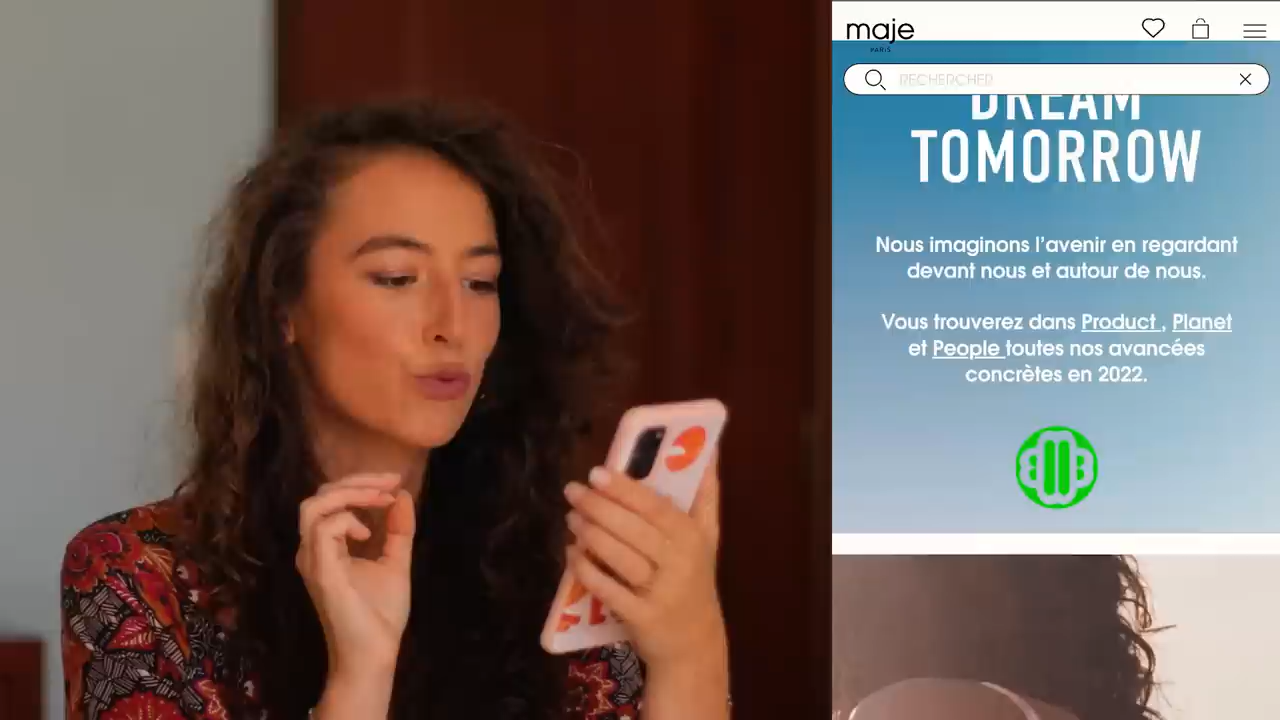 maje
PARIS
RECHERCHER
DREAM
TOMORROW
Nous imaginons l'avenir en regardant
devant nous et autour de nous.
Vous trouverez dans Product , Planet
et People toutes nos avancées
concrètes en 2022.